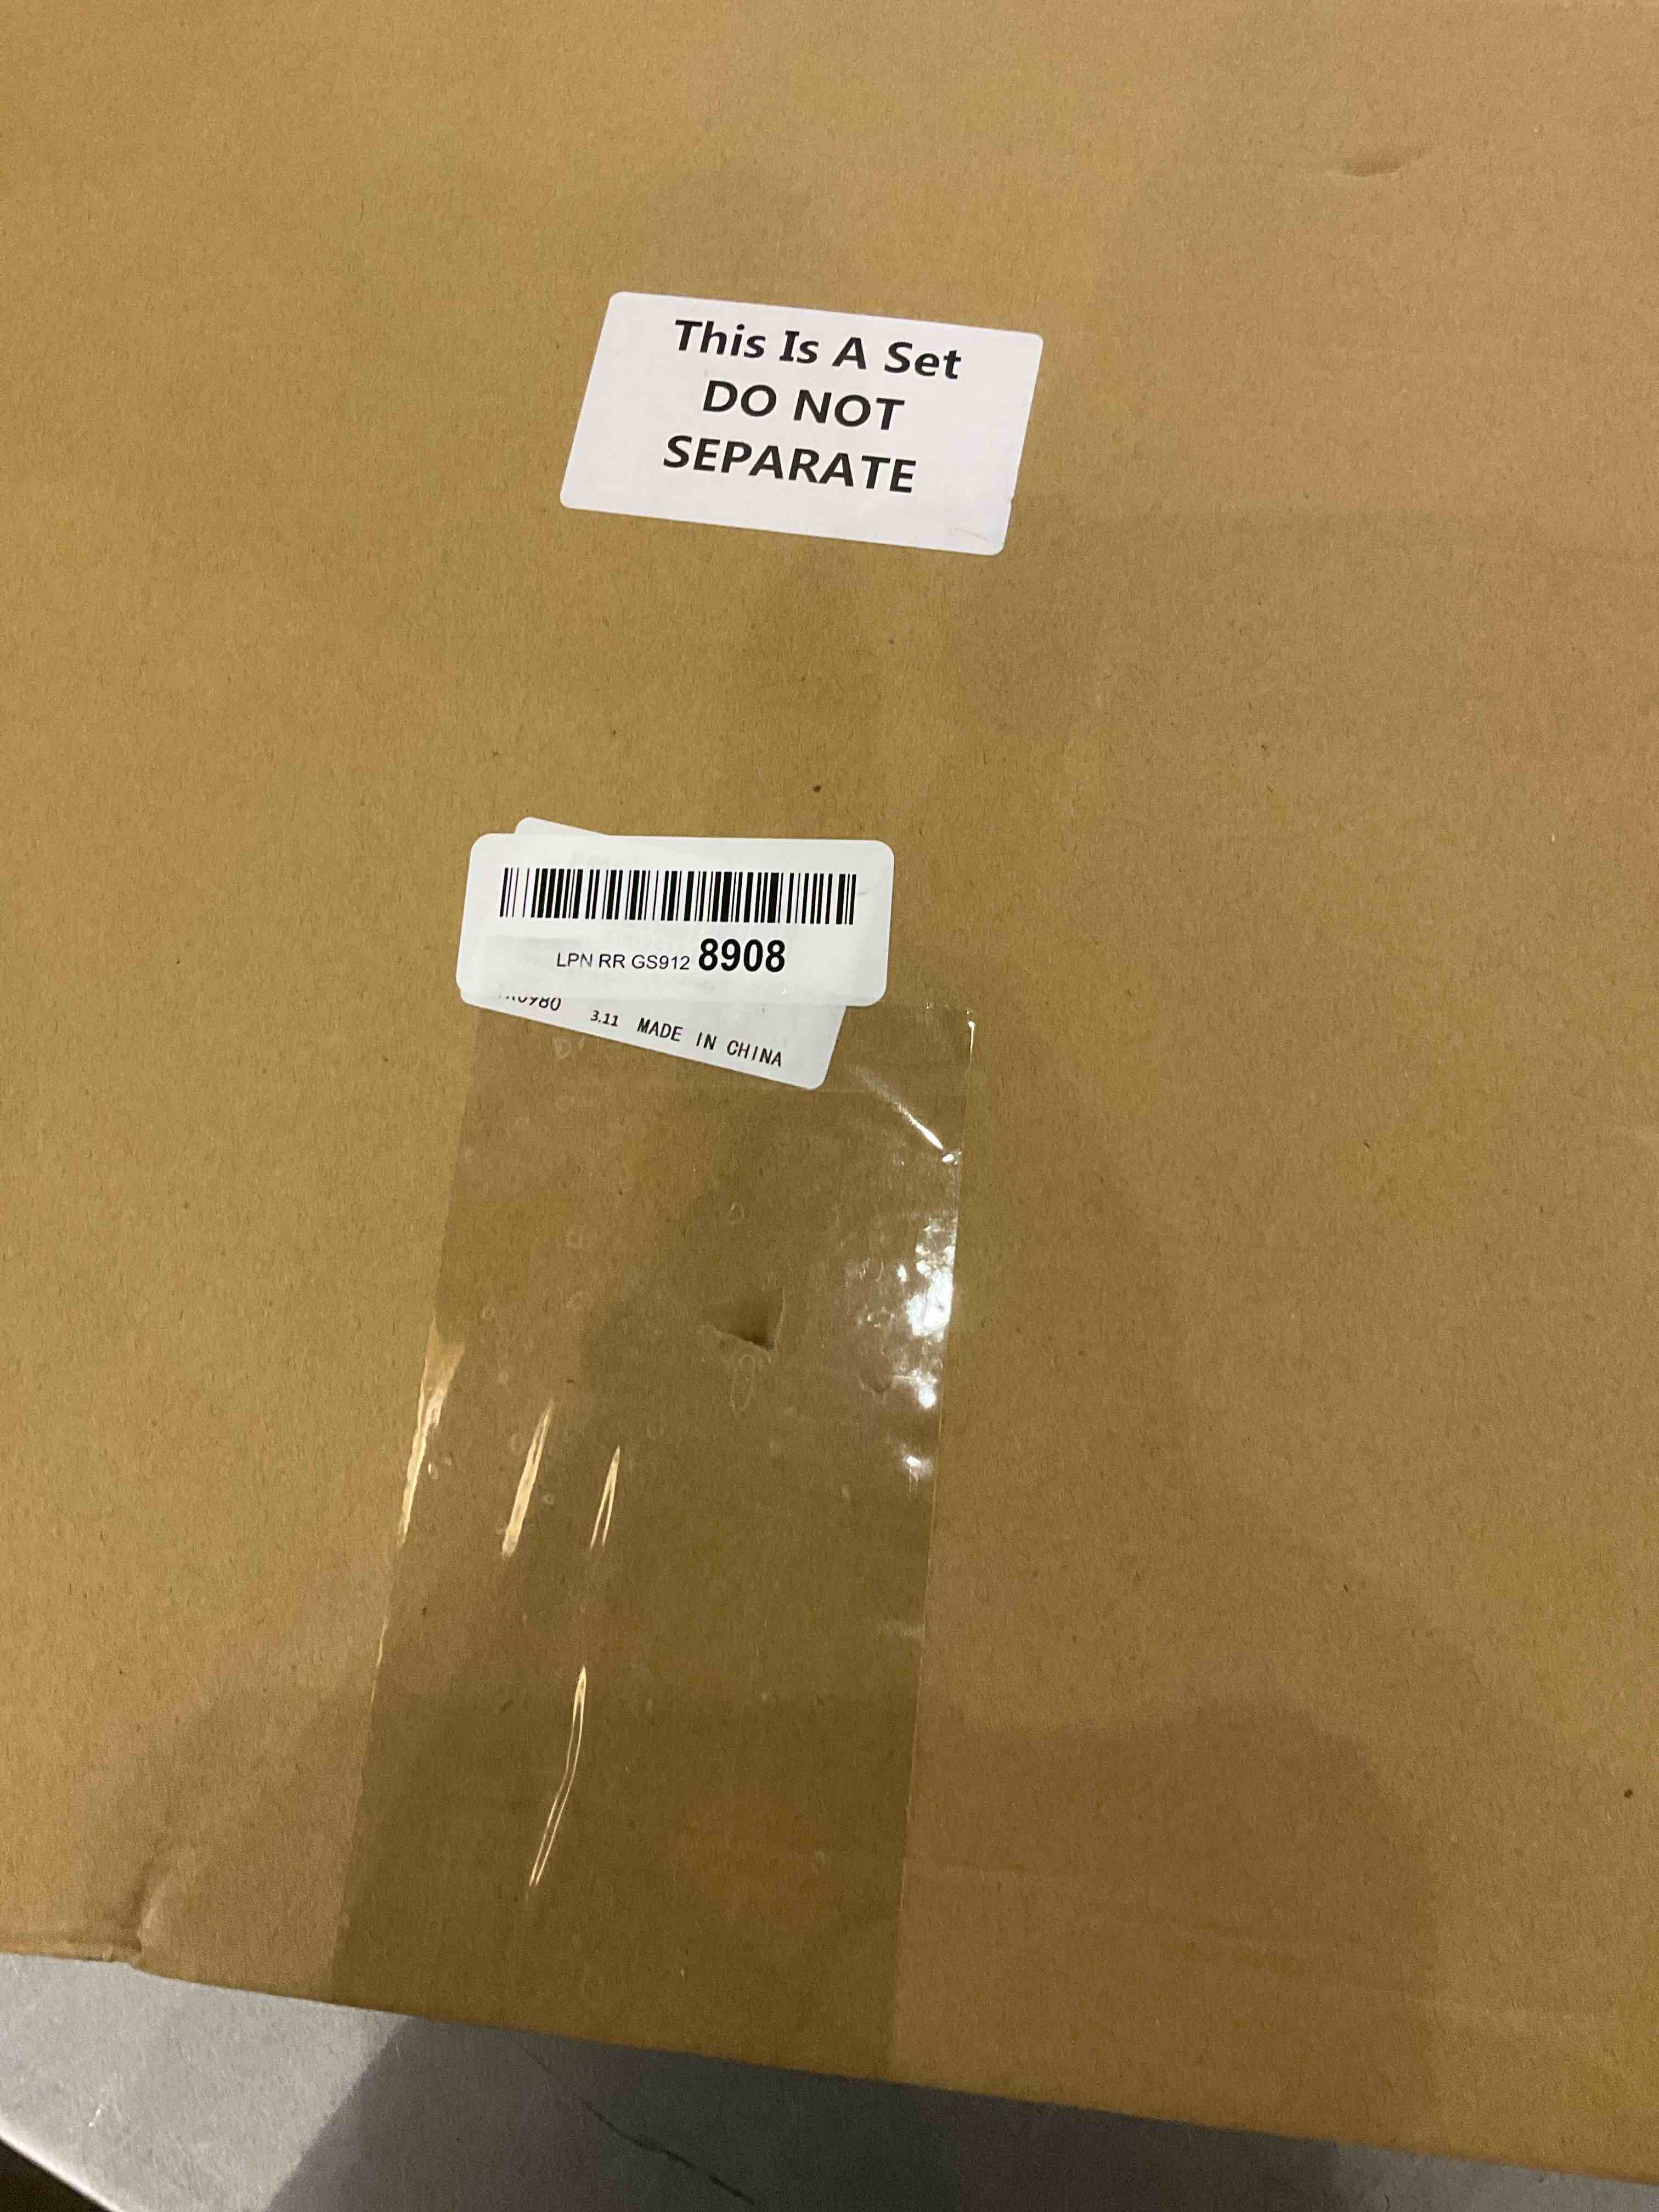 This Is A Set
DO NOT
SEPARATE
LPN RR GS912 8908
3.11 MADE IN CHINA